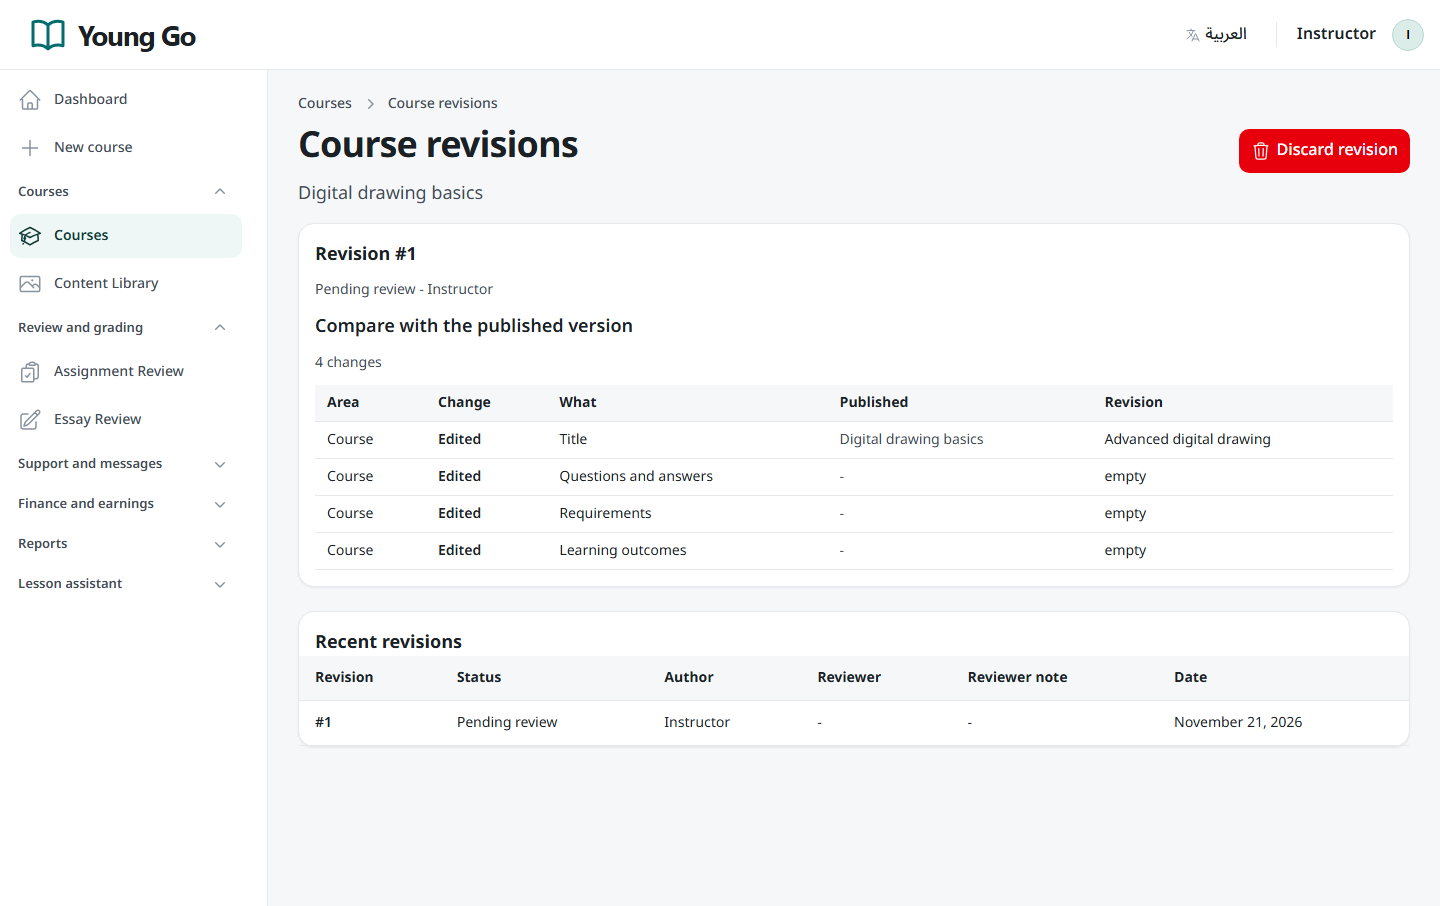 Young Go
العربية
Instructor
I
Dashboard
New course
Courses
Courses
Content Library
Review and grading
Assignment Review
Essay Review
Support and messages
Finance and earnings
Reports
Lesson assistant
Courses > Course revisions
Course revisions
Discard revision
Digital drawing basics
Revision #1
Pending review - Instructor
Compare with the published version
4 changes
Area Change What Published Revision
Course Edited Title Digital drawing basics Advanced digital drawing
Course Edited Questions and answers - empty
Course Edited Requirements - empty
Course Edited Learning outcomes - empty
Recent revisions
Revision Status Author Reviewer Reviewer note Date
#1 Pending review Instructor - - November 21, 2026